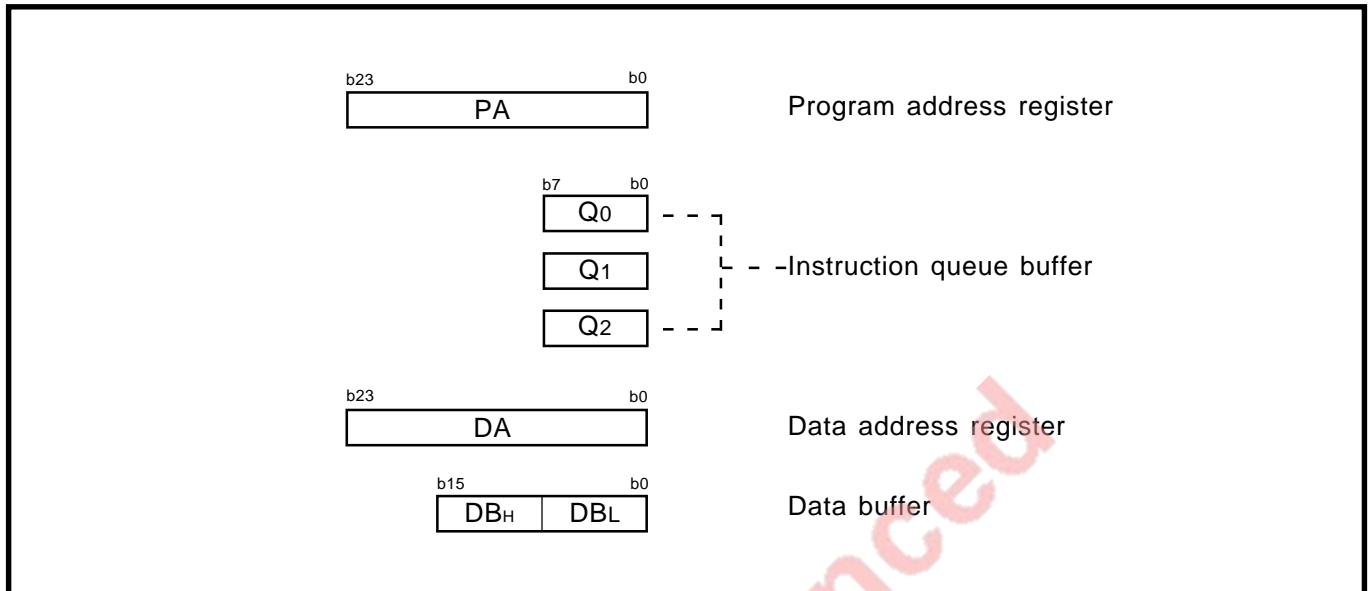 b23 b0
PA Program address register
b7 b0
Q0
Q1 Instruction queue buffer
Q2
b23 b0
DA Data address register
b15 b0
DBH DBL Data buffer